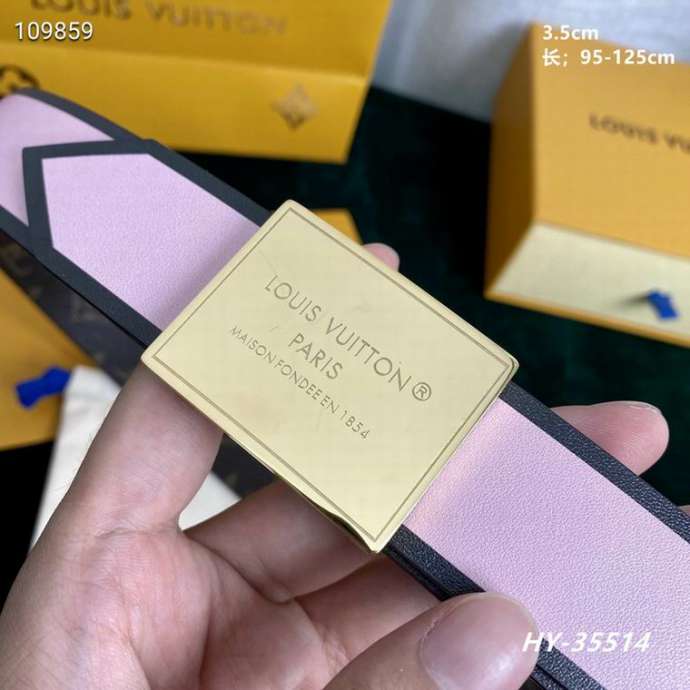 109859
LOUIS VUITTON
3.5cm
长；95-125cm
LOUIS VUITTON
LOUIS VUITTON®
PARIS
MAISON FONDEE EN 1854
HY-35514